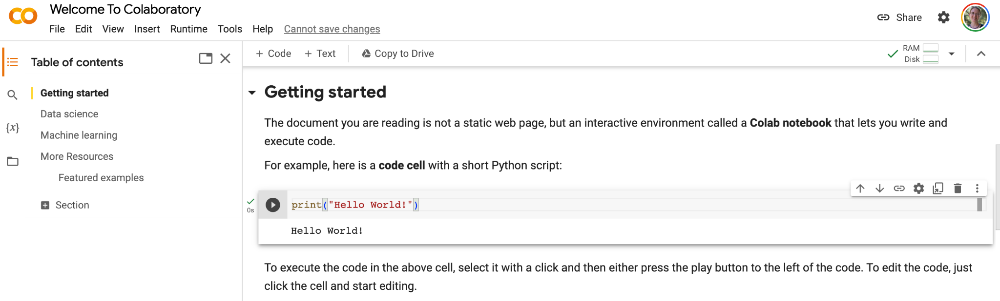 Welcome To Colaboratory
File Edit View Insert Runtime Tools Help Cannot save changes
Share
Table of contents
Getting started
Data science
Machine learning
More Resources
Featured examples
Section
+ Code + Text Copy to Drive
RAM
Disk
Getting started
The document you are reading is not a static web page, but an interactive environment called a Colab notebook that lets you write and
execute code.
For example, here is a code cell with a short Python script:
{x}
0s
print("Hello World!")
Hello World!
To execute the code in the above cell, select it with a click and then either press the play button to the left of the code. To edit the code, just
click the cell and start editing.